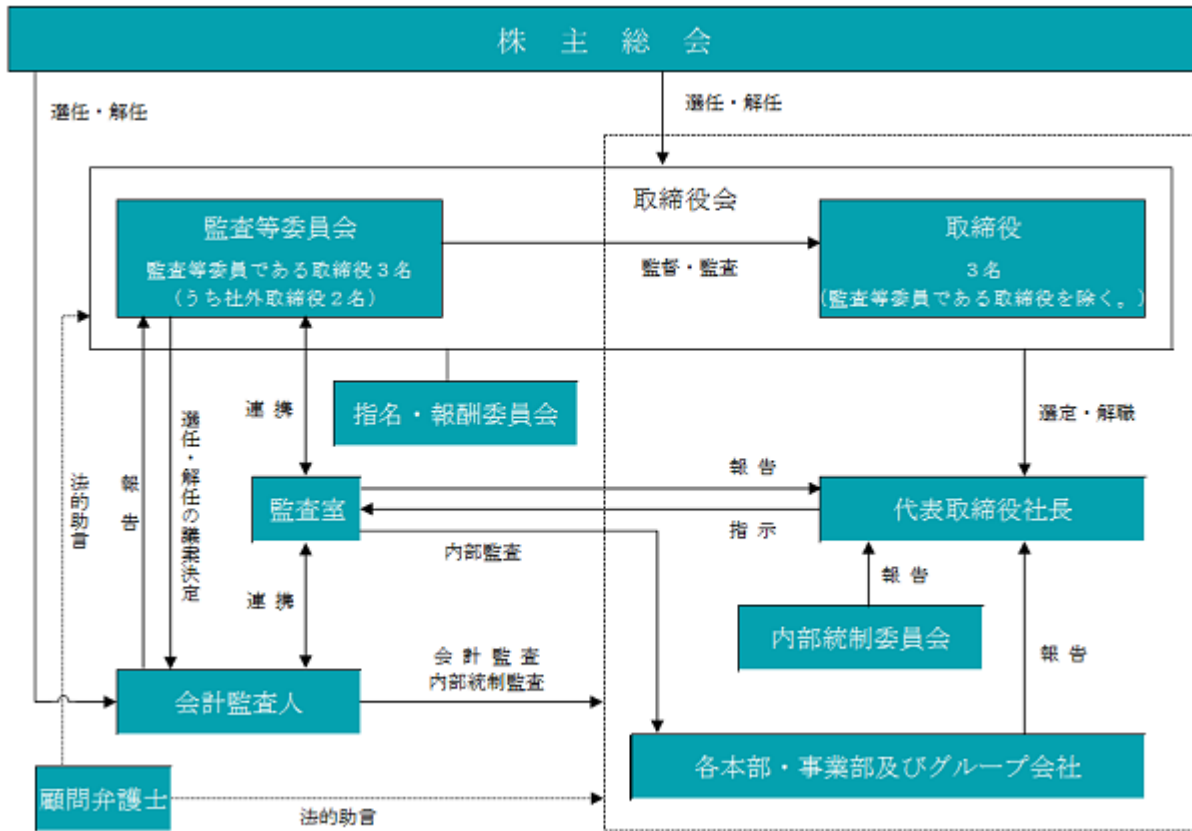 株主総会
選任・解任
選任・解任
取締役会
監査等委員会
監査等委員である取締役3名
(うち社外取締役2名)
監督・監査
取締役
3名
(監査等委員である取締役を除く。)
指名・報酬委員会
連携
選任・解任の議案決定
報告
法的助言
選定・解職
監査室
報告
指示
代表取締役社長
内部監査
連携
報告
内部統制委員会
報告
会計監査人
会計監査
内部統制監査
各本部・事業部及びグループ会社
顧問弁護士
法的助言